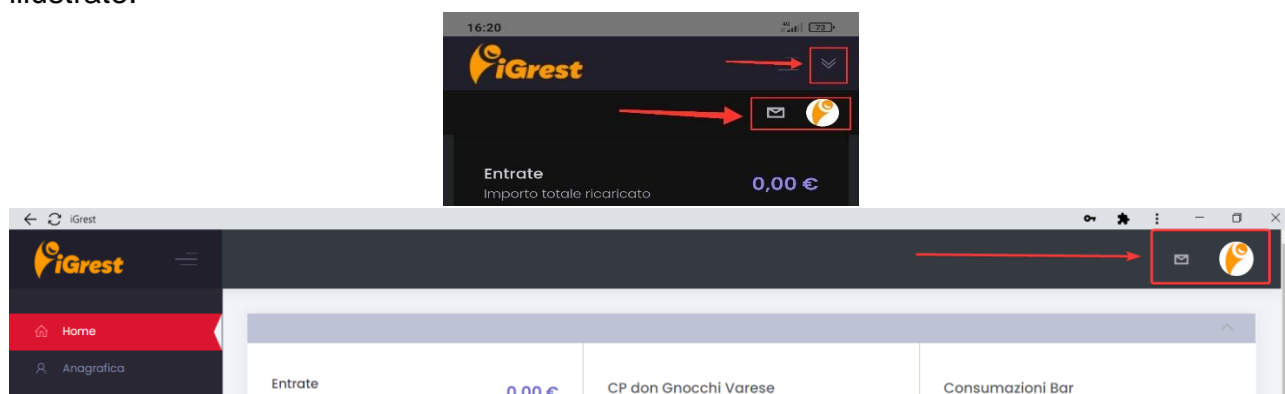 16:20
4G 73
iGrest
Entrate
Importo totale ricaricato
0,00 €
iGrest
iGrest
Home
Anagrafica
Entrate
0,00 €
CP don Gnocchi Varese
Consumazioni Bar